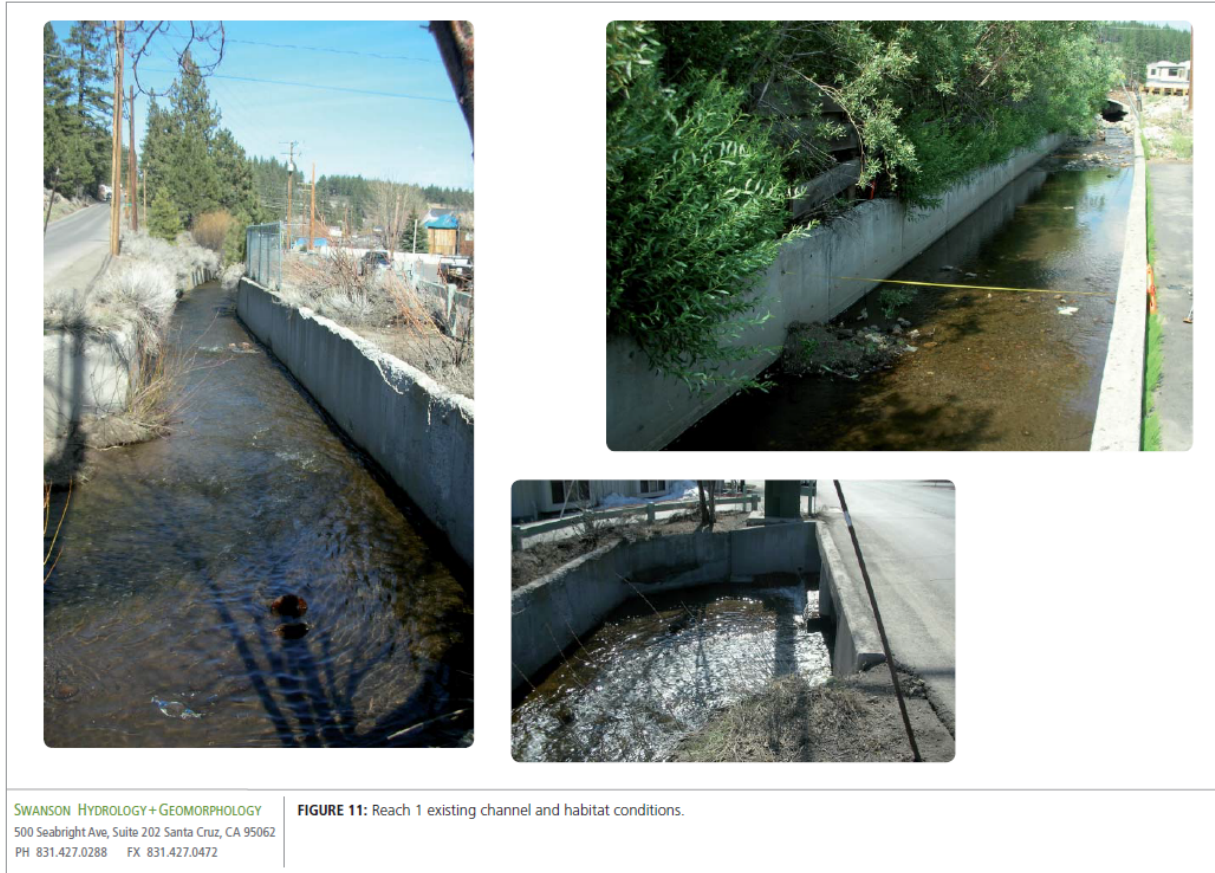 SWANSON HYDROLOGY+GEOMORPHOLOGY
500 Seabright Ave, Suite 202 Santa Cruz, CA 95062
PH 831.427.0288 FX 831.427.0472
FIGURE 11: Reach 1 existing channel and habitat conditions.